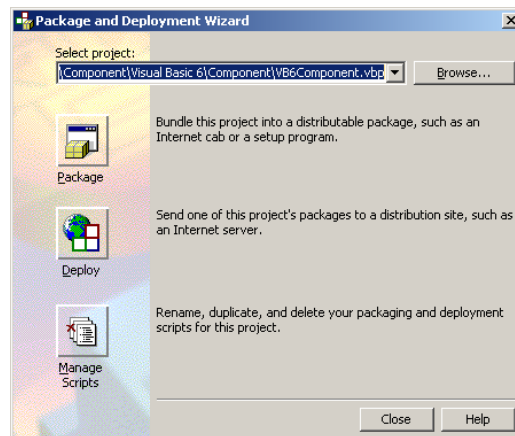 Package and Deployment Wizard
Select project:
\Component\Visual Basic 6\Component\VB6Component.vbp
Browse...
Bundle this project into a distributable package, such as an
Internet cab or a setup program.
Package
Send one of this project's packages to a distribution site, such as
an Internet server.
Deploy
Rename, duplicate, and delete your packaging and deployment
scripts for this project.
Manage
Scripts
Close
Help